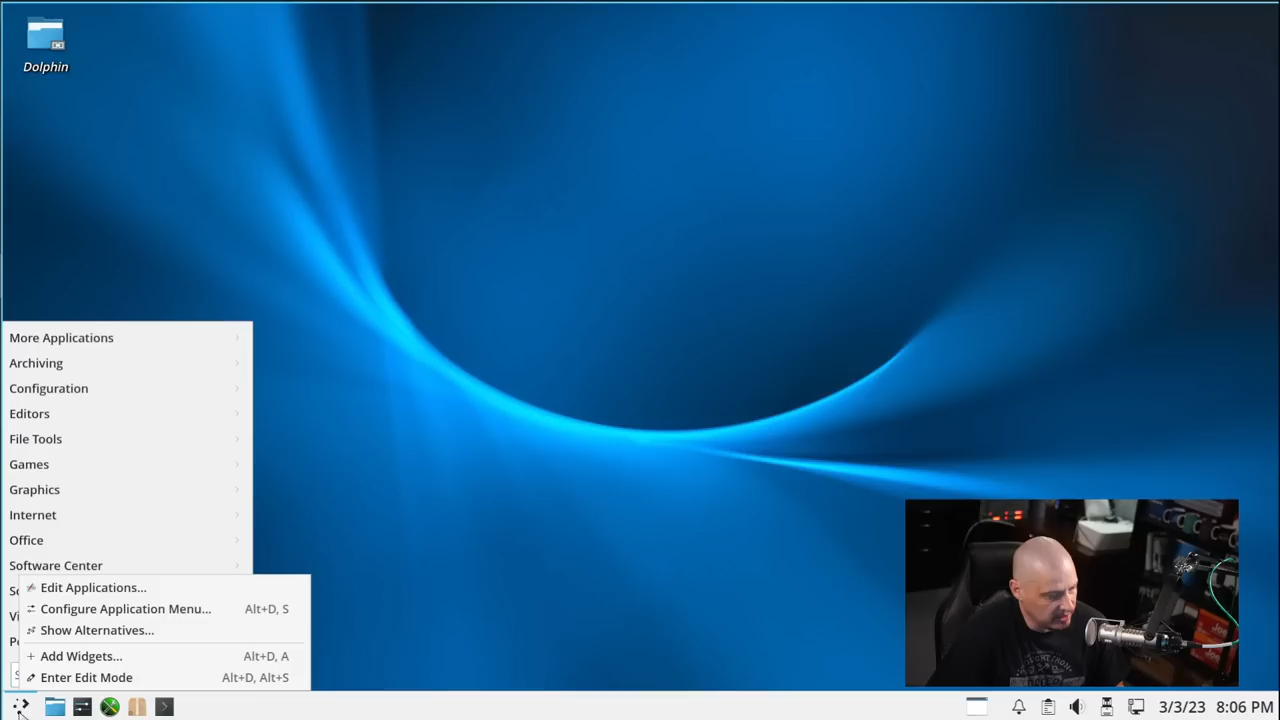 Dolphin
More Applications
Archiving
Configuration
Editors
File Tools
Games
Graphics
Internet
Office
Software Center
Edit Applications...
Configure Application Menu... Alt+D, S
Show Alternatives...
Add Widgets... Alt+D, A
Enter Edit Mode Alt+D, Alt+S
3/3/23 8:06 PM